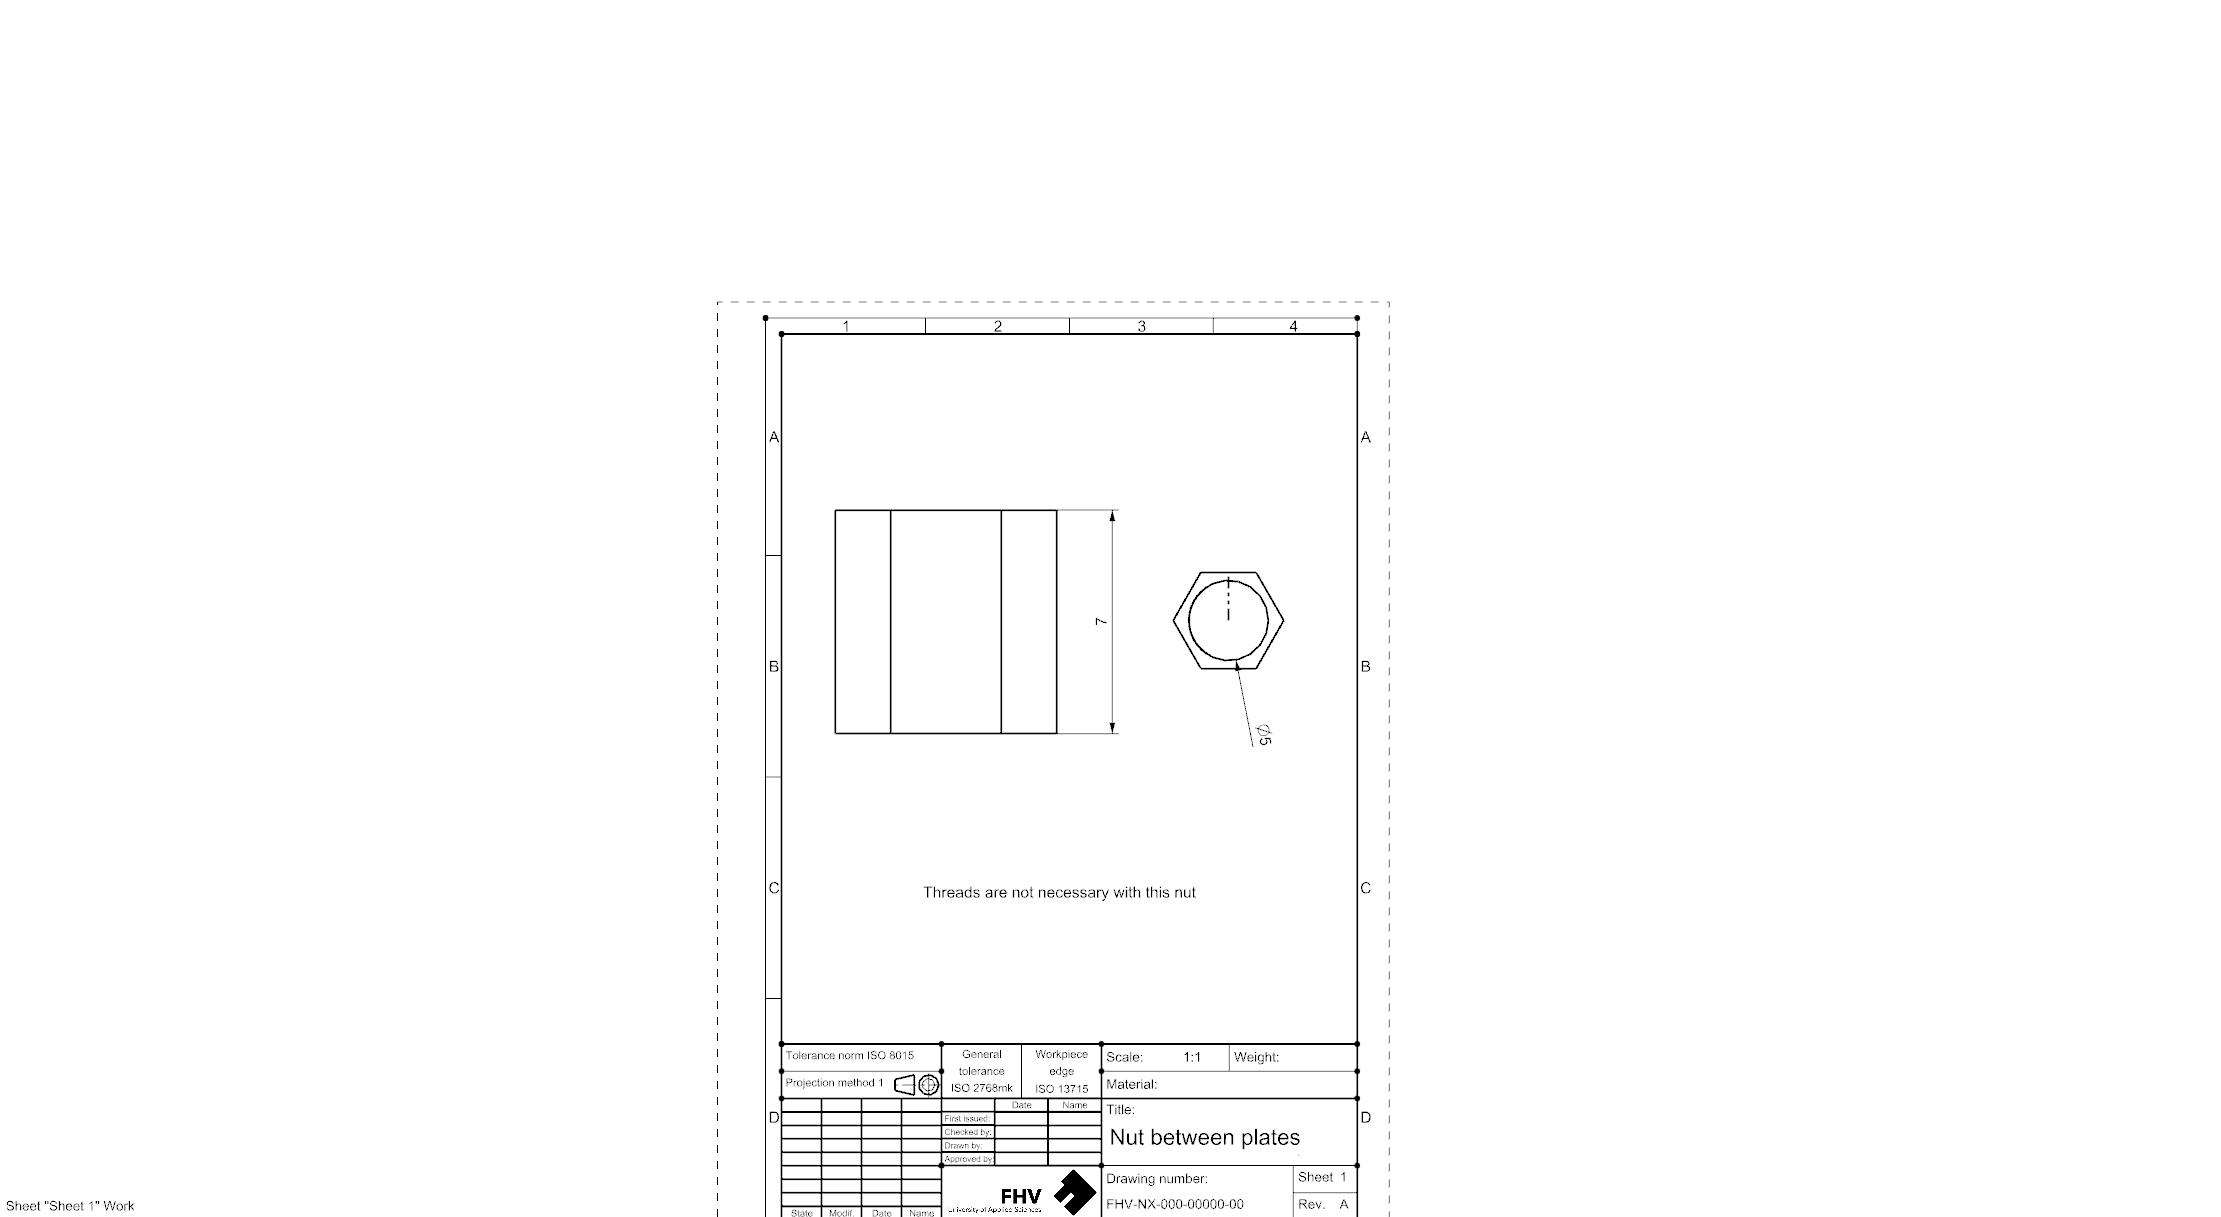 1 2 3 4
A A
7
B B
Ø5
C C
Threads are not necessary with this nut
Tolerance norm ISO 8015
General tolerance ISO 2768mk
Workpiece edge ISO 13715
Scale: 1:1
Weight:
Projection method 1
Material:
Date Name
First issued:
Checked by:
Drawn by:
Approved by:
D D
Title:
Nut between plates
Drawing number:
FHV-NX-000-00000-00
Sheet 1
Rev. A
FHV
University of Applied Sciences
State Modif. Date Name
Sheet "Sheet 1" Work